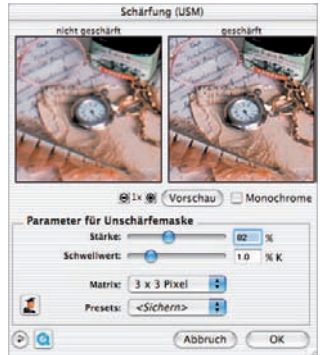 Schärfung (USM)
nicht geschärft geschärft
1x Vorschau Monochrome
Parameter für Unschärfemaske
Stärke: 82 %
Schwellwert: 1.0 % K
Matrix: 3 x 3 Pixel
Presets: <Sichern>
Abbruch OK